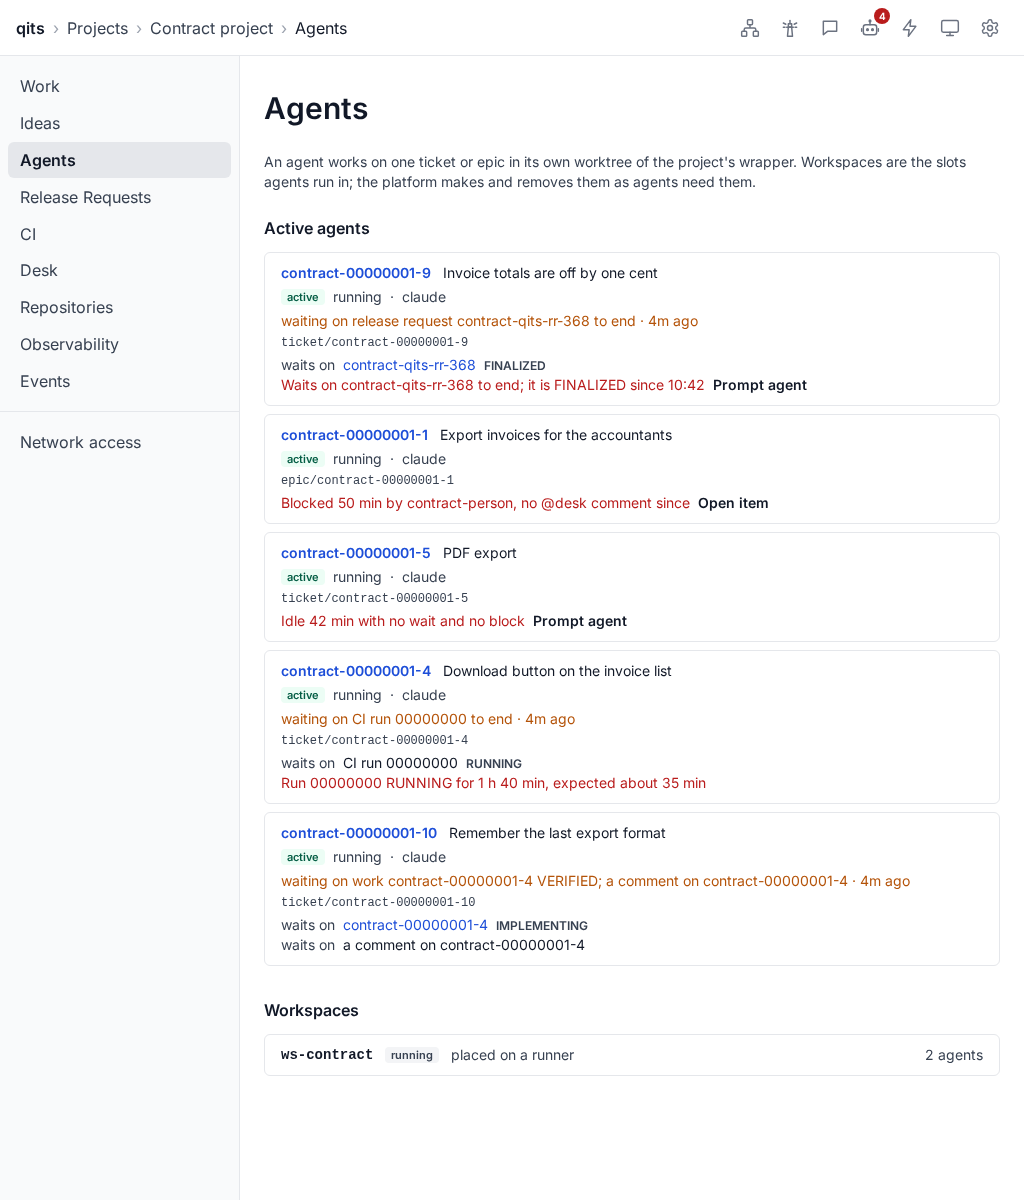 qits › Projects › Contract project › Agents
4
Work
Ideas
Agents
Release Requests
CI
Desk
Repositories
Observability
Events
Network access
Agents
An agent works on one ticket or epic in its own worktree of the project's wrapper. Workspaces are the slots
agents run in; the platform makes and removes them as agents need them.
Active agents
contract-00000001-9 Invoice totals are off by one cent
active running · claude
waiting on release request contract-qits-rr-368 to end · 4m ago
ticket/contract-00000001-9
waits on contract-qits-rr-368 FINALIZED
Waits on contract-qits-rr-368 to end; it is FINALIZED since 10:42 Prompt agent
contract-00000001-1 Export invoices for the accountants
active running · claude
epic/contract-00000001-1
Blocked 50 min by contract-person, no @desk comment since Open item
contract-00000001-5 PDF export
active running · claude
ticket/contract-00000001-5
Idle 42 min with no wait and no block Prompt agent
contract-00000001-4 Download button on the invoice list
active running · claude
waiting on CI run 00000000 to end · 4m ago
ticket/contract-00000001-4
waits on CI run 00000000 RUNNING
Run 00000000 RUNNING for 1 h 40 min, expected about 35 min
contract-00000001-10 Remember the last export format
active running · claude
waiting on work contract-00000001-4 VERIFIED; a comment on contract-00000001-4 · 4m ago
ticket/contract-00000001-10
waits on contract-00000001-4 IMPLEMENTING
waits on a comment on contract-00000001-4
Workspaces
ws-contract running placed on a runner 2 agents